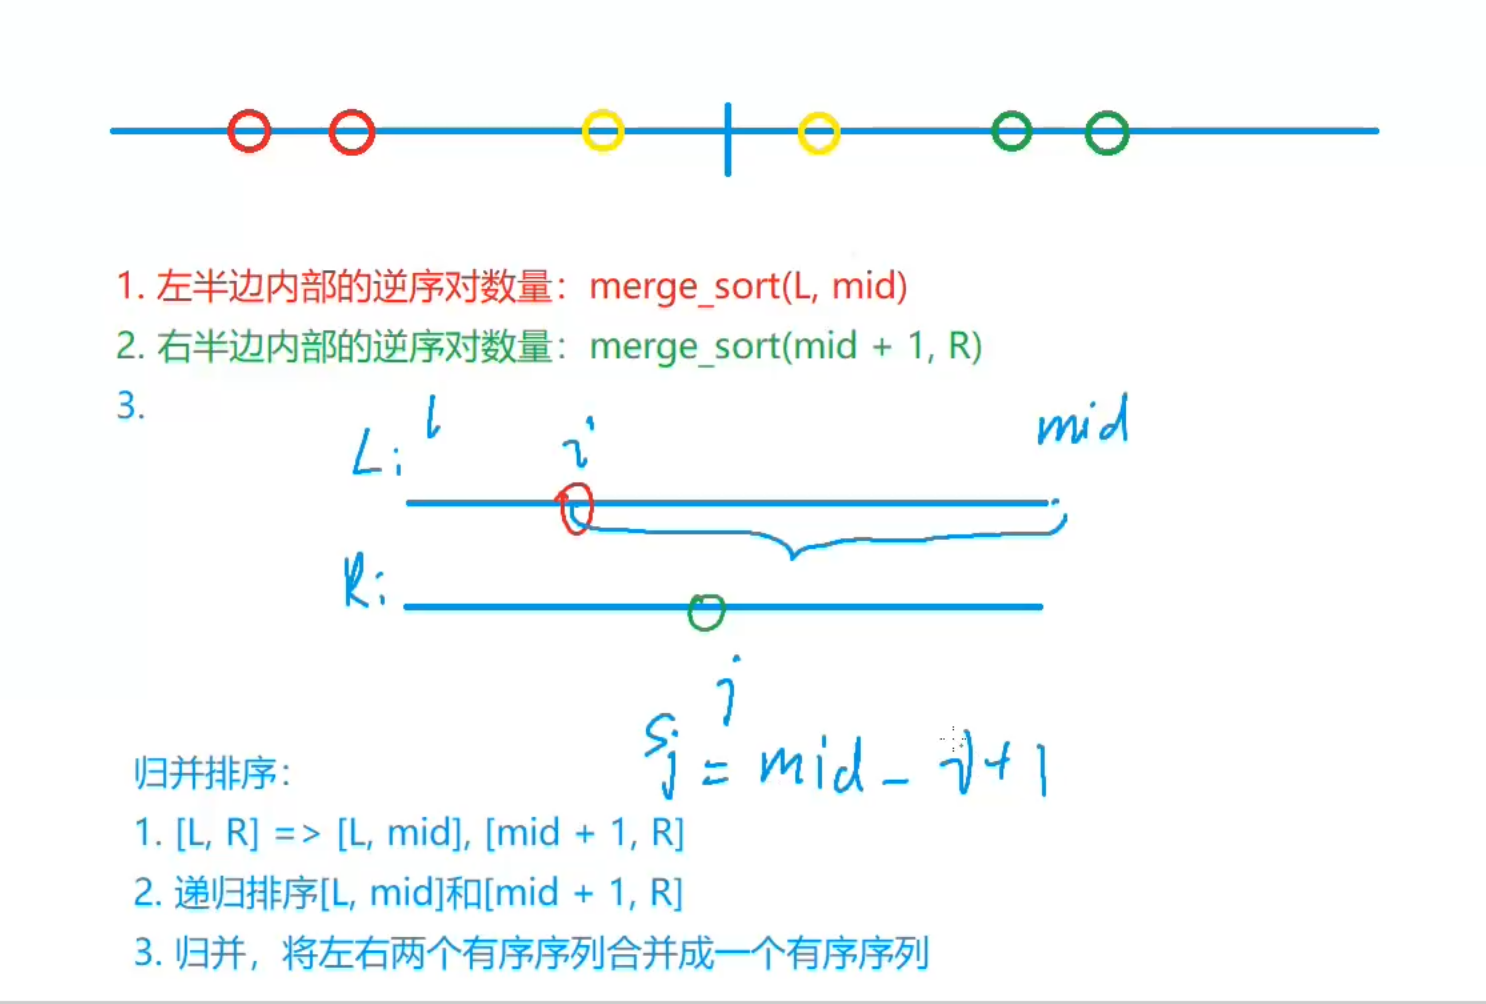 1. 左半边内部的逆序对数量：merge_sort(L, mid)
2. 右半边内部的逆序对数量：merge_sort(mid + 1, R)
3.
l
i
mid
L:
R:
j
Sj = mid - i + 1
归并排序：
1. [L, R] => [L, mid], [mid + 1, R]
2. 递归排序[L, mid]和[mid + 1, R]
3. 归并，将左右两个有序序列合并成一个有序序列